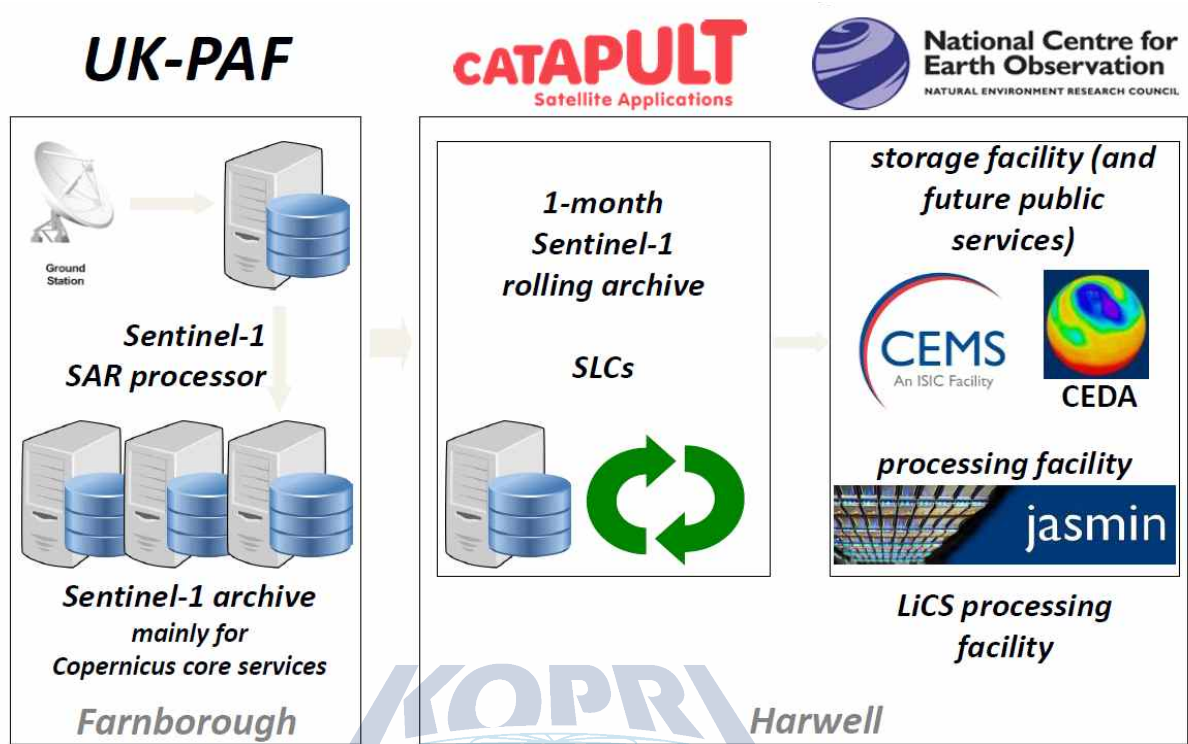 UK-PAF
CATAPULT
Satellite Applications
National Centre for
Earth Observation
NATURAL ENVIRONMENT RESEARCH COUNCIL
Ground
Station
Sentinel-1
SAR processor
Sentinel-1 archive
mainly for
Copernicus core services
Farnborough
1-month
Sentinel-1
rolling archive
SLCs
storage facility (and
future public
services)
CEMS
An ISIC Facility
CEDA
processing facility
jasmin
LiCS processing
facility
Harwell
KOPRI